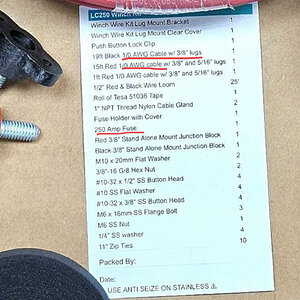 LC250 Winch Kit
Winch Wire Kit Lug Mount Bracket 1
Winch Wire Kit Lug Mount Clear Cover 1
Push Button Lock Clip 1
19ft Black 1/0 AWG Cable w/ 3/8" lugs 1
15ft Red 1/0 AWG cable w/ 3/8" and 5/16" lugs 1
1ft Red 1/0 AWG cable w/ 3/8" and 5/16" lugs 1
1/2" Red & Black Wire Loom 25'
Roll of Tesa 51036 Tape 1
1" NPT Thread Nylon Cable Gland 2
Fuse Holder with Cover 1
250 Amp Fuse 1
Red 3/8" Stand Alone Mount Junction Block 1
Black 3/8" Stand Alone Mount Junction Block 1
M10 x 20mm Flat Washer 2
3/8"-16 Gr8 Hex Nut 2
#10-32 x 1/2" SS Button Head 4
#10 SS Flat Washer 4
#10-32 x 3/8" SS Button Head 4
M6 x 16mm SS Flange Bolt 3
M6 SS Nut 1
1/4" SS washer 4
11" Zip Ties 10
Packed By:
Date:
USE ANTI SEIZE ON STAINLESS ⚠